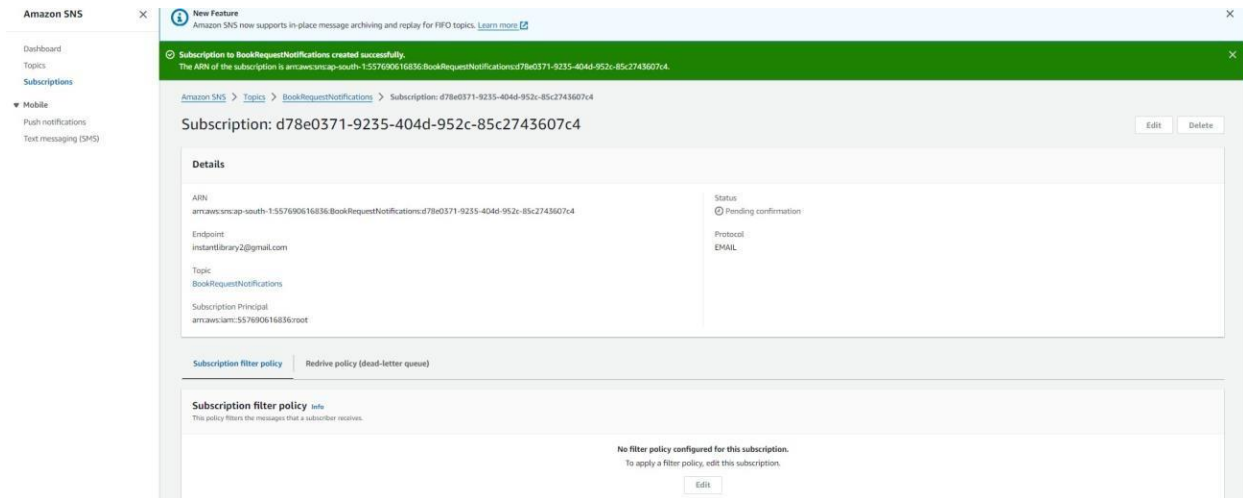 Amazon SNS
New Feature
Amazon SNS now supports in-place message archiving and replay for FIFO topics. Learn more
Dashboard
Topics
Subscriptions
Mobile
Push notifications
Text messaging (SMS)
Subscription to BookRequestNotifications created successfully.
The ARN of the subscription is arn:aws:sns:ap-south-1:557690616836:BookRequestNotifications:d78e0371-9235-404d-952c-85c2743607c4.
Amazon SNS > Topics > BookRequestNotifications > Subscription: d78e0371-9235-404d-952c-85c2743607c4
Subscription: d78e0371-9235-404d-952c-85c2743607c4
Edit
Delete
Details
ARN
arn:aws:sns:ap-south-1:557690616836:BookRequestNotifications:d78e0371-9235-404d-952c-85c2743607c4
Endpoint
instantlibrary2@gmail.com
Topic
BookRequestNotifications
Subscription Principal
arn:aws:iam::557690616836:root
Status
Pending confirmation
Protocol
EMAIL
Subscription filter policy
Redrive policy (dead-letter queue)
Subscription filter policy Info
This policy filters the messages that a subscriber receives.
No filter policy configured for this subscription.
To apply a filter policy, edit this subscription.
Edit